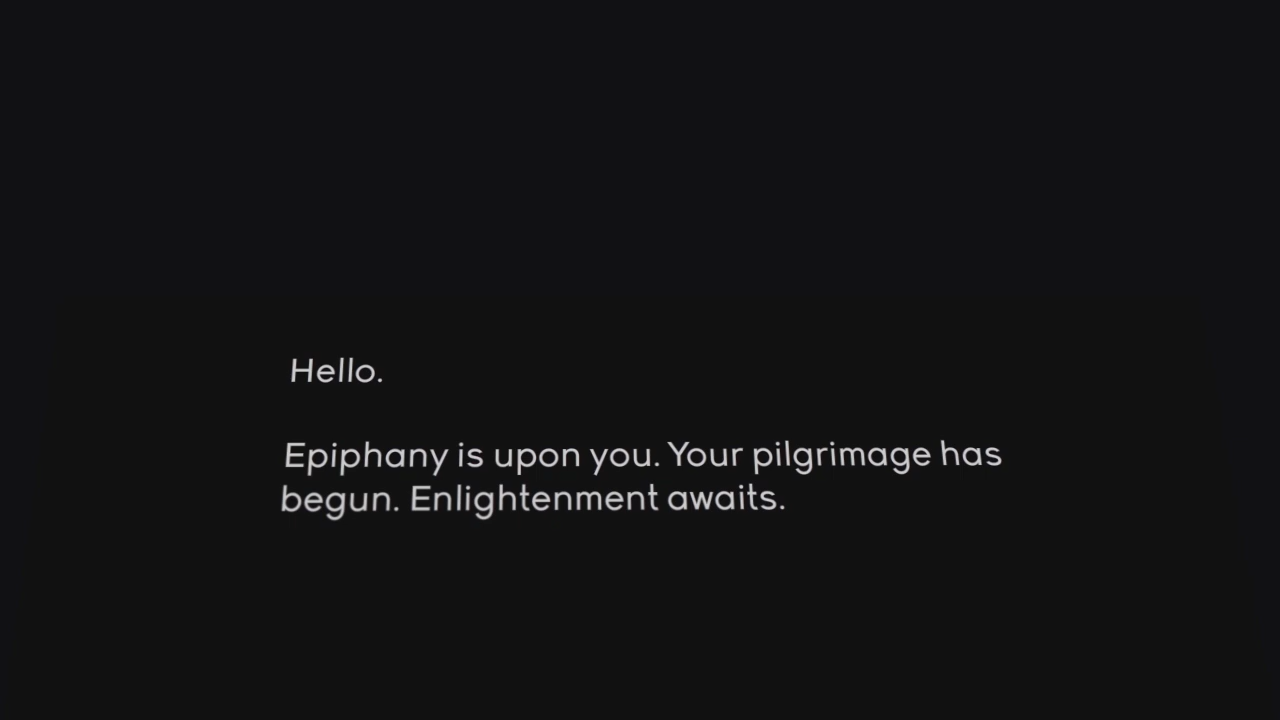 Hello.
Epiphany is upon you. Your pilgrimage has
begun. Enlightenment awaits.